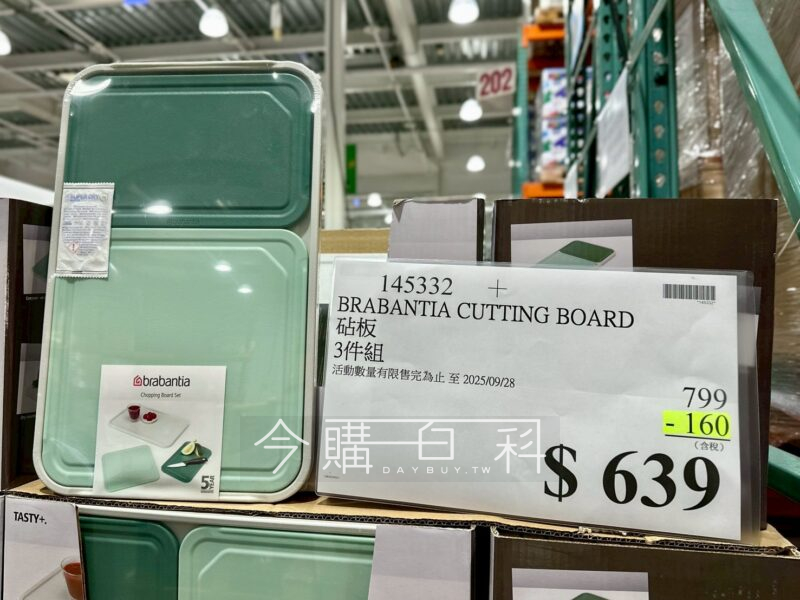 202
145332 +
BRABANTIA CUTTING BOARD
砧板
3件組
活動數量有限售完為止 至 2025/09/28
799
- 160
(含稅)
$ 639
brabantia
Chopping Board Set
5 YEAR
TASTY+.
今購百科
DAYBUY.TW